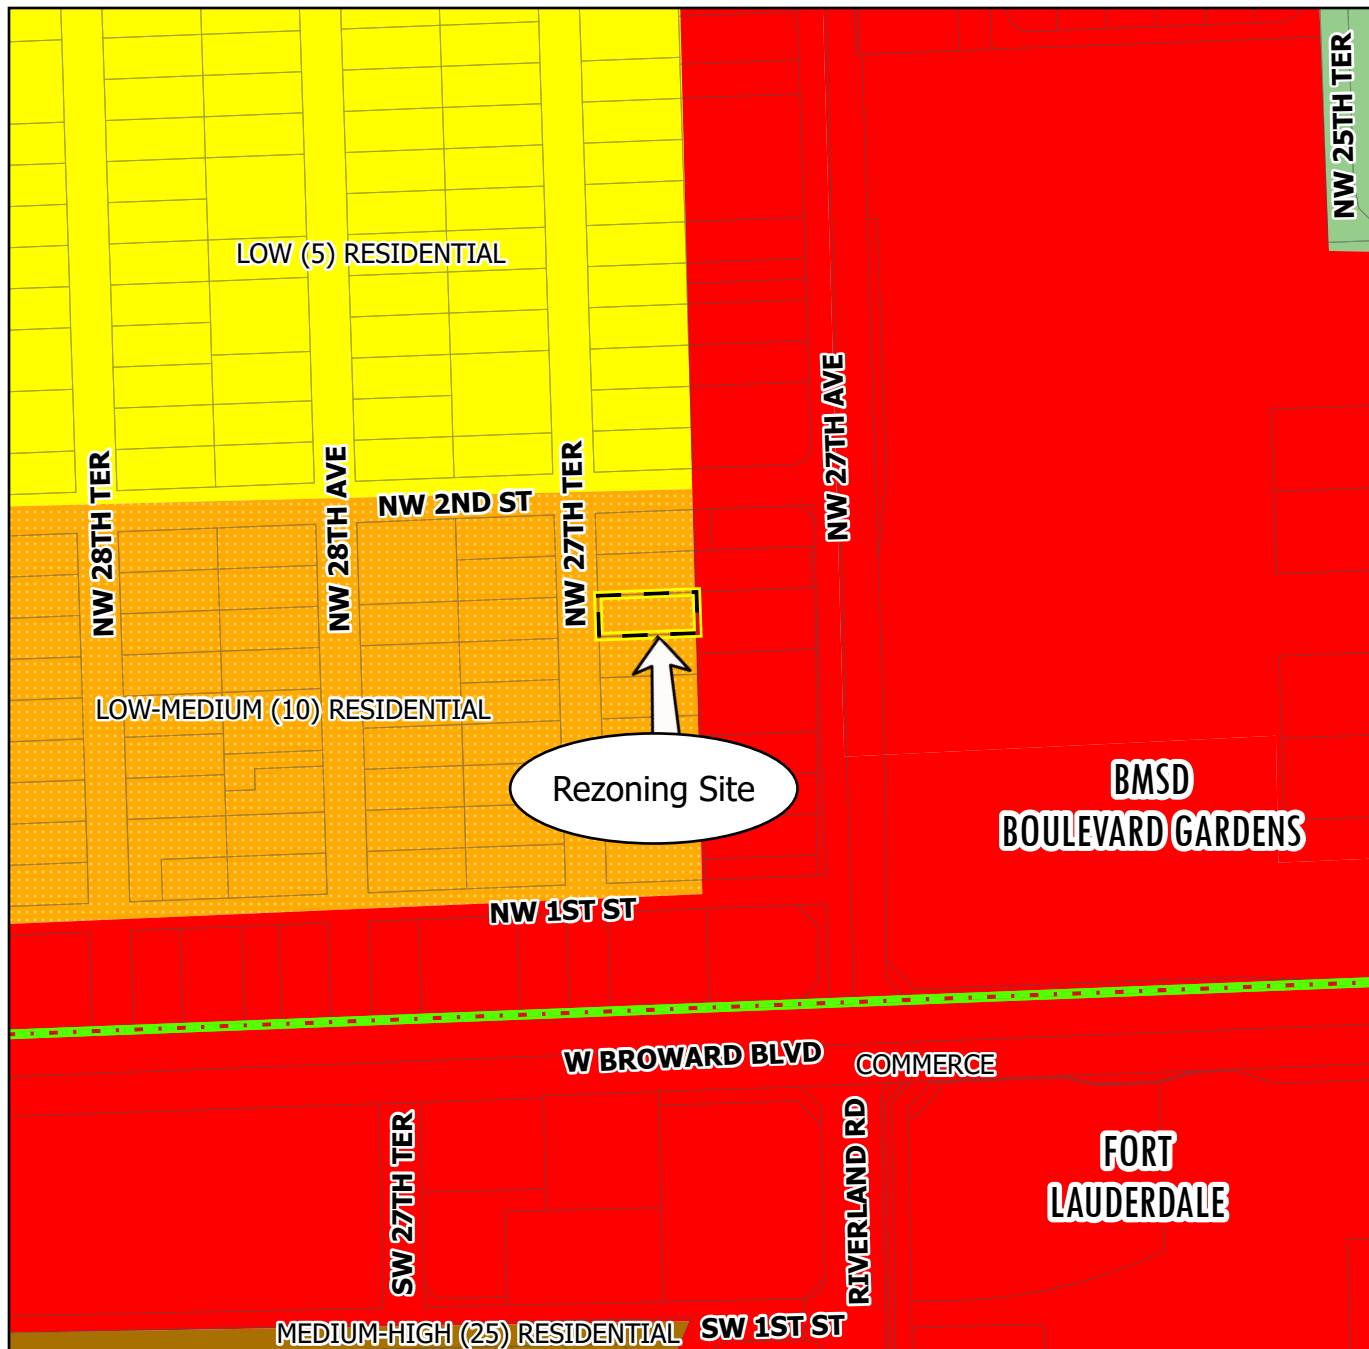 NW 25TH TER
LOW (5) RESIDENTIAL
NW 27TH AVE
NW 28TH TER
NW 28TH AVE
NW 2ND ST
NW 27TH TER
LOW-MEDIUM (10) RESIDENTIAL
Rezoning Site
BMSD
BOULEVARD GARDENS
NW 1ST ST
W BROWARD BLVD
COMMERCE
SW 27TH TER
RIVERLAND RD
FORT
LAUDERDALE
MEDIUM-HIGH (25) RESIDENTIAL
SW 1ST ST